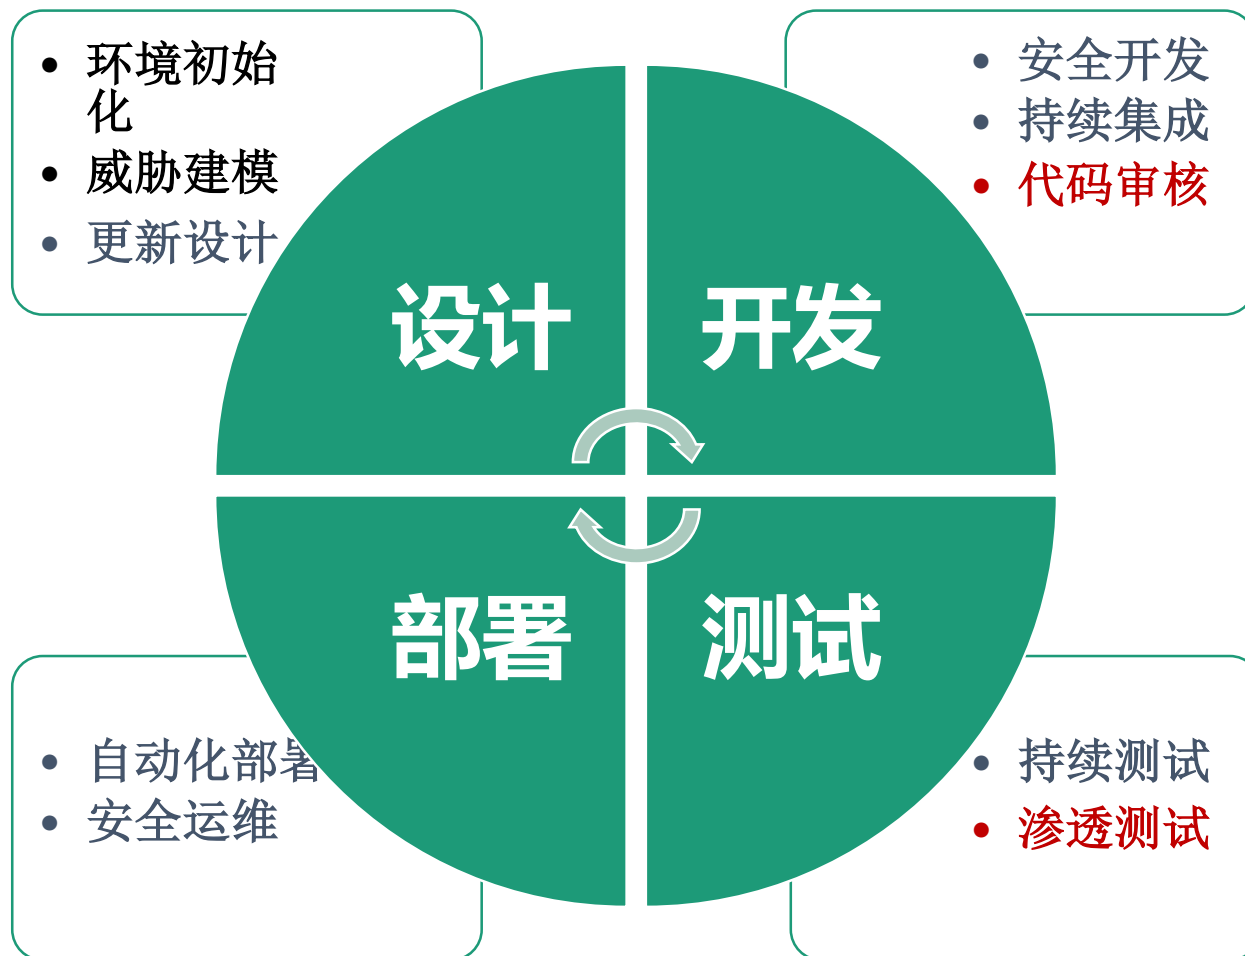 环境初始
化
威胁建模
更新设计
安全开发
持续集成
代码审核
设计
开发
部署
测试
自动化部署
安全运维
持续测试
渗透测试